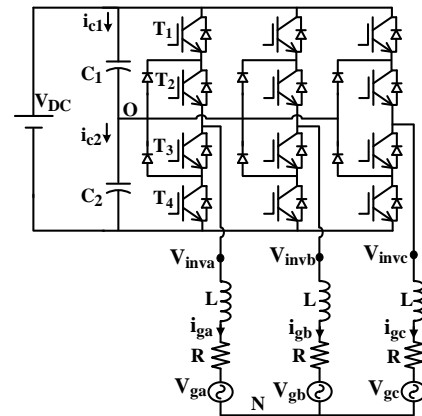 ic1
T1
C1
VDC
T2
O
ic2
T3
C2
T4
Vinva
Vinvb
Vinvc
L
L
L
iga
igb
igc
R
R
R
Vga
N
Vgb
Vgc